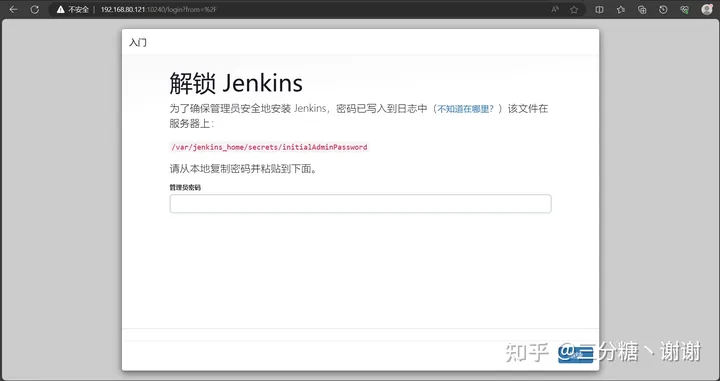 不安全 192.168.80.121:10240/login?from=%2F
入门
解锁 Jenkins
为了确保管理员安全地安装 Jenkins，密码已写入到日志中（不知道在哪里？）该文件在
服务器上：
/var/jenkins_home/secrets/initialAdminPassword
请从本地复制密码并粘贴到下面。
管理员密码
知乎 @三分糖丶谢谢